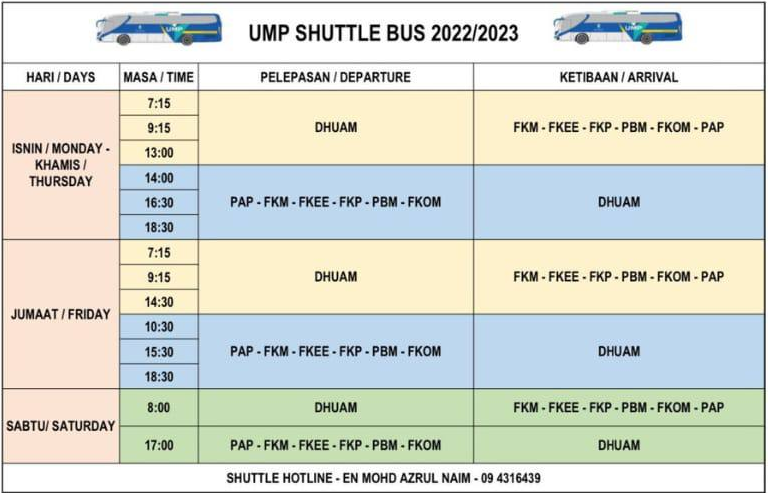 UMP SHUTTLE BUS 2022/2023
HARI / DAYS MASA / TIME PELEPASAN / DEPARTURE KETIBAAN / ARRIVAL
ISNIN / MONDAY -
KHAMIS /
THURSDAY
7:15
9:15
13:00
DHUAM
FKM - FKEE - FKP - PBM - FKOM - PAP
14:00
16:30
18:30
PAP - FKM - FKEE - FKP - PBM - FKOM
DHUAM
JUMAAT / FRIDAY
7:15
9:15
14:30
DHUAM
FKM - FKEE - FKP - PBM - FKOM - PAP
10:30
15:30
18:30
PAP - FKM - FKEE - FKP - PBM - FKOM
DHUAM
SABTU/ SATURDAY
8:00 DHUAM FKM - FKEE - FKP - PBM - FKOM - PAP
17:00 PAP - FKM - FKEE - FKP - PBM - FKOM DHUAM
SHUTTLE HOTLINE - EN MOHD AZRUL NAIM - 09 4316439
UMP
UMP